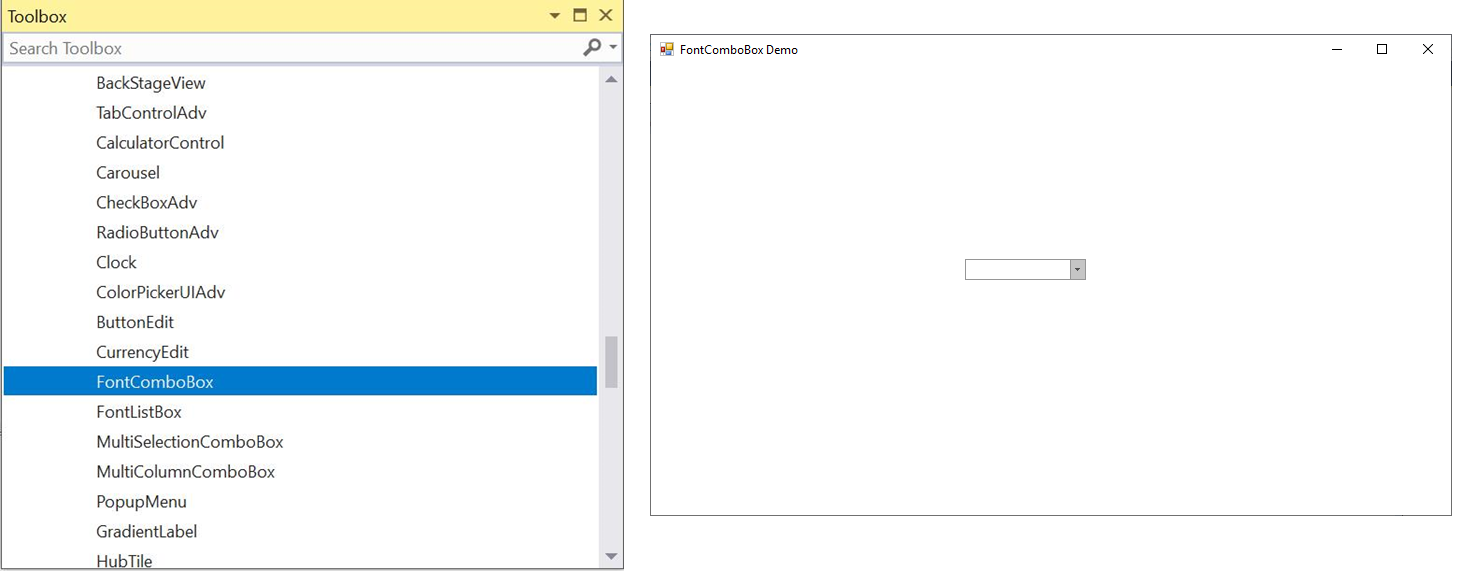 Toolbox
Search Toolbox
BackStageView
TabControlAdv
CalculatorControl
Carousel
CheckBoxAdv
RadioButtonAdv
Clock
ColorPickerUIAdv
ButtonEdit
CurrencyEdit
FontComboBox
FontListBox
MultiSelectionComboBox
MultiColumnComboBox
PopupMenu
GradientLabel
HubTile
FontComboBox Demo